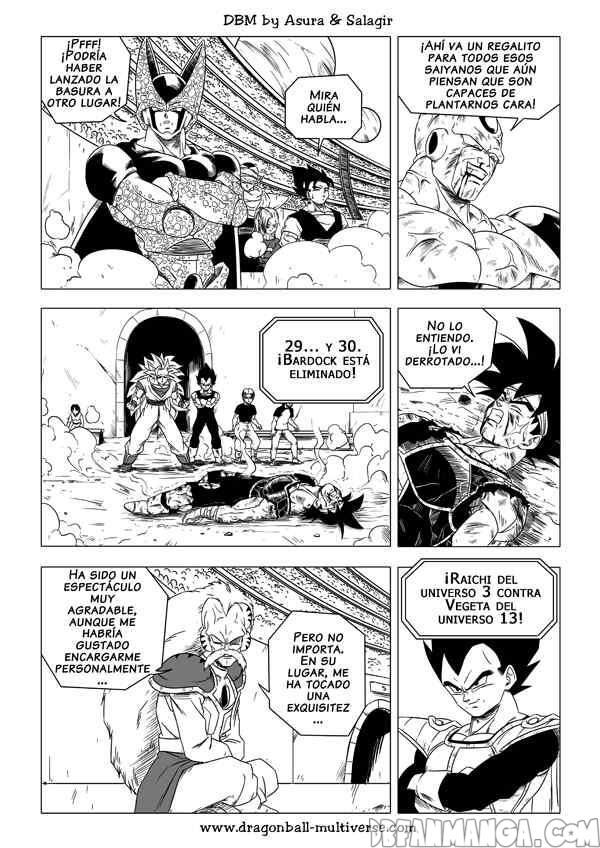 DBM by Asura & Salagir
¡Pfff!
¡Podría
haber
lanzado la
basura a
otro lugar!
Mira
quién
habla...
¡Ahí va un regalito
para todos esos
saiyanos que aún
piensan que son
capaces de
plantarnos cara!
29... y 30.
¡Bardock está
eliminado!
No lo
entiendo.
¡Lo vi
derrotado...!
Ha sido un
espectáculo
muy
agradable,
aunque me
habría
gustado
encargarme
personalmente
...
Pero no
importa.
En su
lugar, me
ha tocado
una
exquisitez
...
¡Raichi del
universo 3 contra
Vegeta del
universo 13!
www.dragonball-multiverse.com
DBFANMANGA.COM